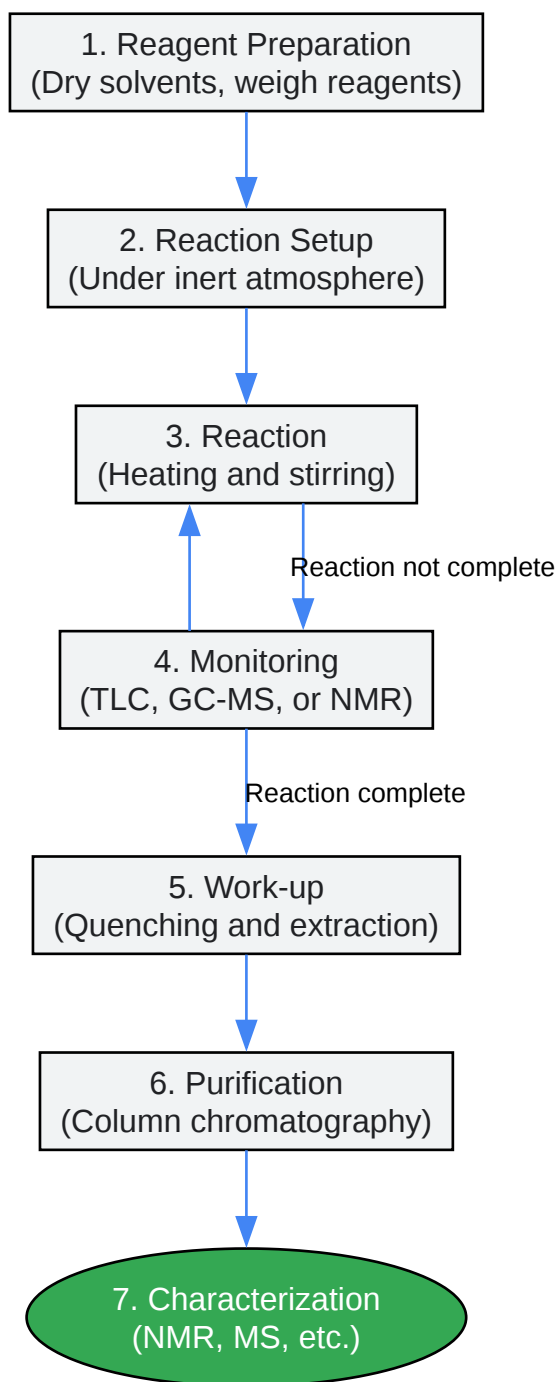 1. Reagent Preparation
(Dry solvents, weigh reagents)
2. Reaction Setup
(Under inert atmosphere)
3. Reaction
(Heating and stirring)
Reaction not complete
4. Monitoring
(TLC, GC-MS, or NMR)
Reaction complete
5. Work-up
(Quenching and extraction)
6. Purification
(Column chromatography)
7. Characterization
(NMR, MS, etc.)